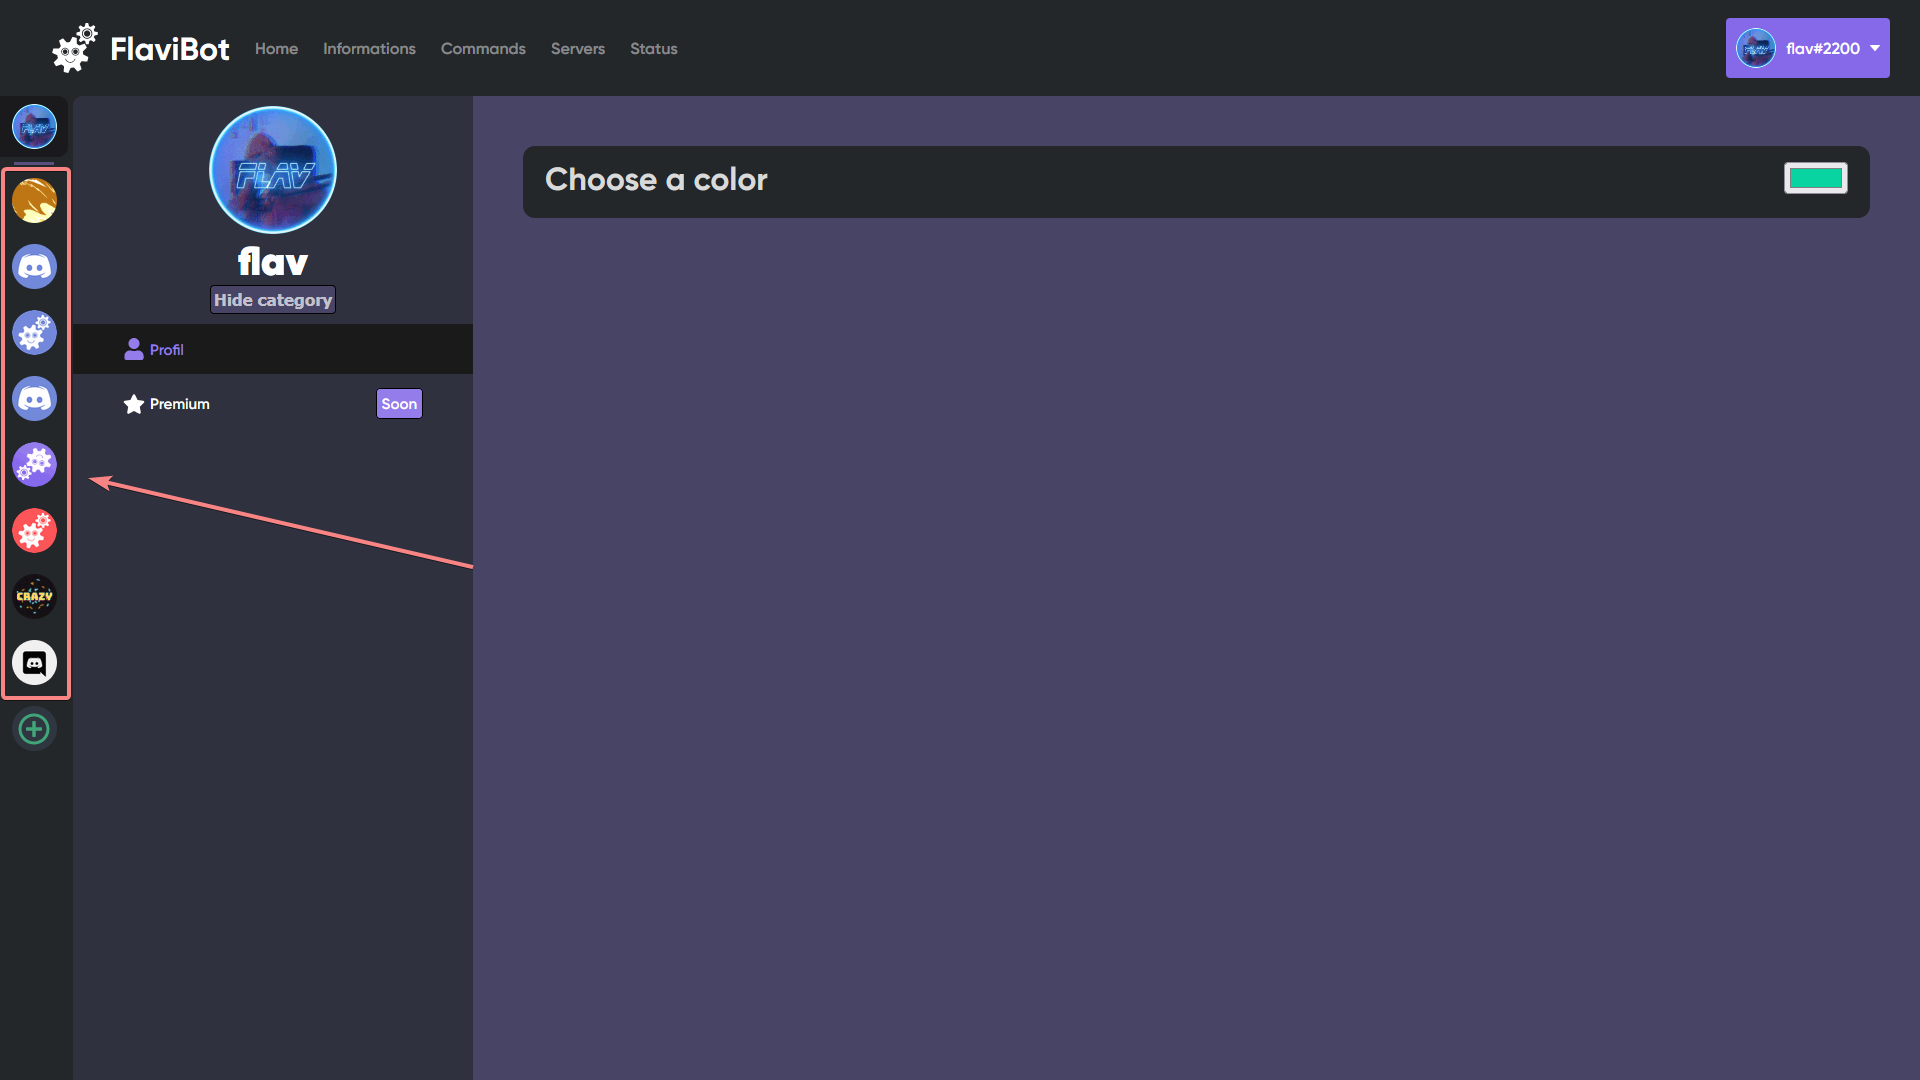 FlaviBot
Home
Informations
Commands
Servers
Status
flav#2200
FLAV
flav
Hide category
Profil
Premium
Soon
CRAZY
Choose a color